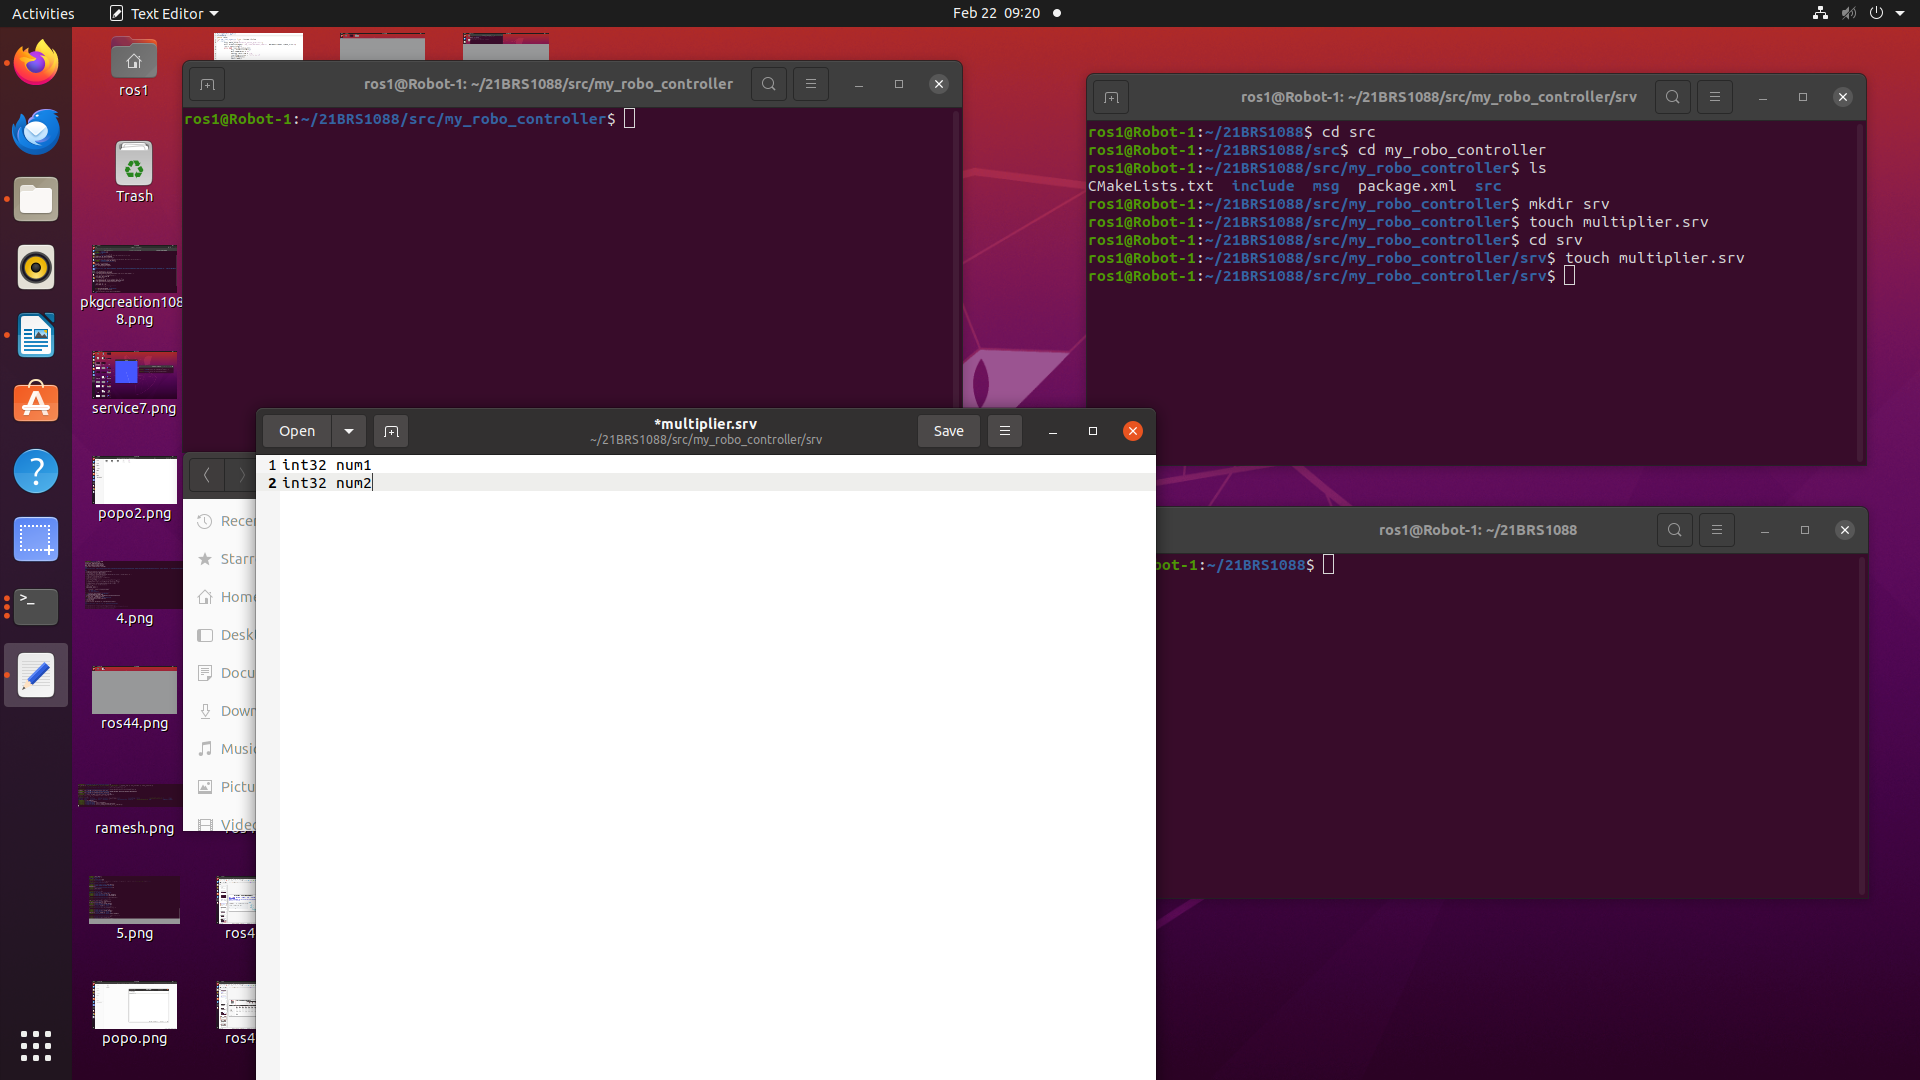 Activities
Text Editor
Feb 22 09:20
ros1
Trash
pkgcreation108
8.png
service7.png
popo2.png
4.png
ros44.png
ramesh.png
5.png
popo.png
ros4
ros4
ros1@Robot-1: ~/21BRS1088/src/my_robo_controller
ros1@Robot-1:~/21BRS1088/src/my_robo_controller$
ros1@Robot-1: ~/21BRS1088/src/my_robo_controller/srv
ros1@Robot-1:~/21BRS1088$ cd src
ros1@Robot-1:~/21BRS1088/src$ cd my_robo_controller
ros1@Robot-1:~/21BRS1088/src/my_robo_controller$ ls
CMakeLists.txt include msg package.xml src
ros1@Robot-1:~/21BRS1088/src/my_robo_controller$ mkdir srv
ros1@Robot-1:~/21BRS1088/src/my_robo_controller$ touch multiplier.srv
ros1@Robot-1:~/21BRS1088/src/my_robo_controller$ cd srv
ros1@Robot-1:~/21BRS1088/src/my_robo_controller/srv$ touch multiplier.srv
ros1@Robot-1:~/21BRS1088/src/my_robo_controller/srv$
Open
*multiplier.srv
~/21BRS1088/src/my_robo_controller/srv
Save
1 int32 num1
2 int32 num2
Recen
Starr
Home
Deskt
Docu
Down
Music
Pictu
Video
ros1@Robot-1: ~/21BRS1088
bot-1:~/21BRS1088$